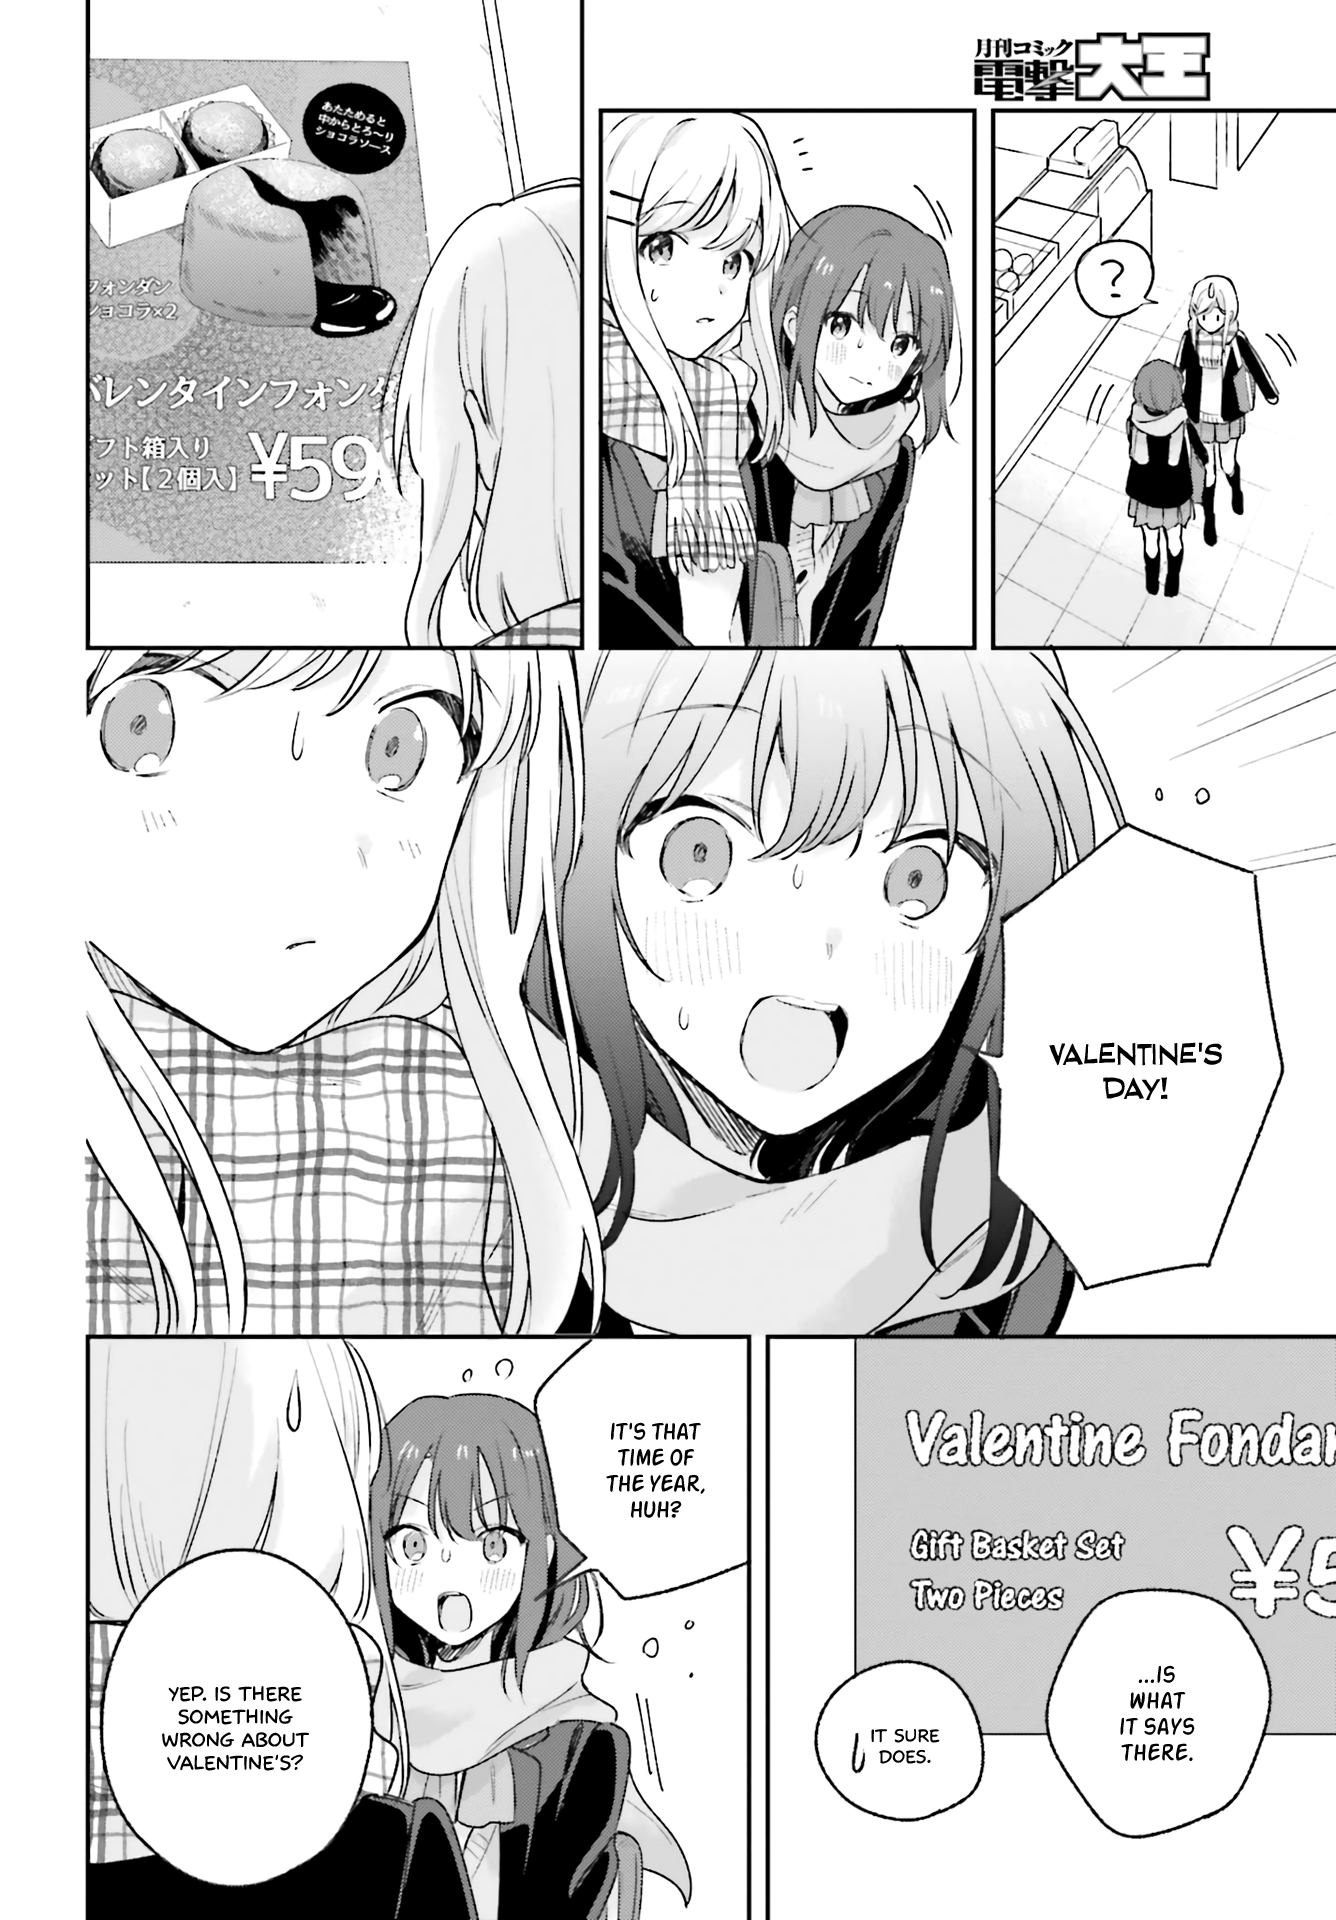 月刊コミック
電撃大王
?
あたためると
中からとろ〜り
ショコラソース
フォンダン
ショコラ×2
バレンタインフォンダ
ギフト箱入り
セット【2個入】
¥59
VALENTINE'S
DAY!
Valentine Fondan
Gift Basket Set
Two Pieces
¥5
...IS
WHAT
IT SAYS
THERE.
IT SURE
DOES.
IT'S THAT
TIME OF
THE YEAR,
HUH?
YEP. IS THERE
SOMETHING
WRONG ABOUT
VALENTINE'S?